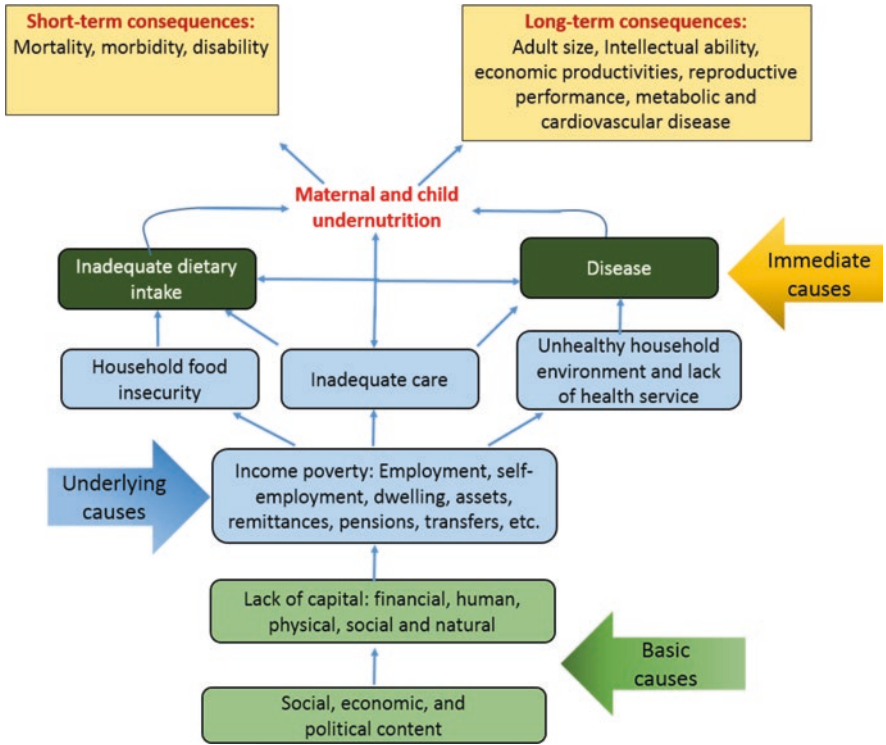 Short-term consequences:
Mortality, morbidity, disability
Long-term consequences:
Adult size, Intellectual ability,
economic productivities, reproductive
performance, metabolic and
cardiovascular disease
Maternal and child
undernutrition
Inadequate dietary
intake
Disease
Immediate
causes
Household food
insecurity
Inadequate care
Unhealthy household
environment and lack
of health service
Underlying
causes
Income poverty: Employment, self-
employment, dwelling, assets,
remittances, pensions, transfers, etc.
Lack of capital: financial, human,
physical, social and natural
Basic
causes
Social, economic, and
political content